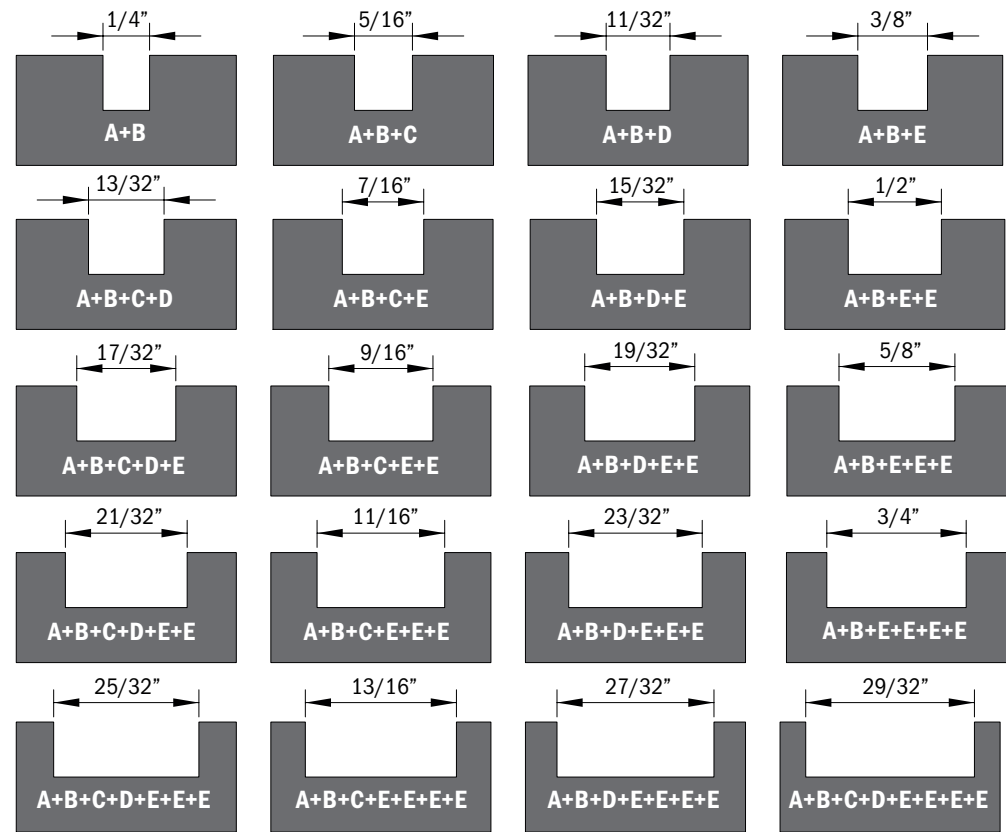 1/4” 5/16” 11/32” 3/8”
A+B A+B+C A+B+D A+B+E
13/32” 7/16” 15/32” 1/2”
A+B+C+D A+B+C+E A+B+D+E A+B+E+E
17/32” 9/16” 19/32” 5/8”
A+B+C+D+E A+B+C+E+E A+B+D+E+E A+B+E+E+E
21/32” 11/16” 23/32” 3/4”
A+B+C+D+E+E A+B+C+E+E+E A+B+D+E+E+E A+B+E+E+E+E
25/32” 13/16” 27/32” 29/32”
A+B+C+D+E+E+E A+B+C+E+E+E+E A+B+D+E+E+E+E A+B+C+D+E+E+E+E